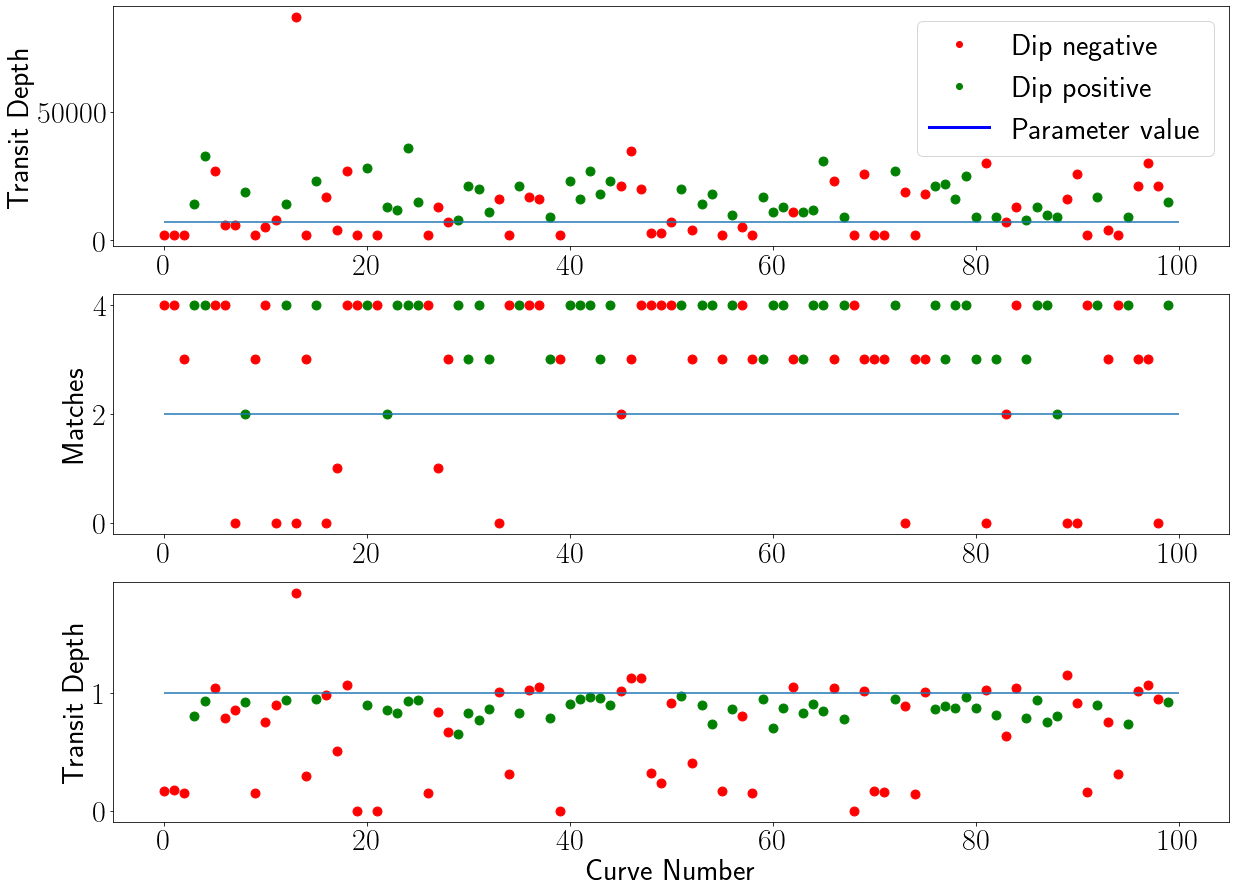 Transit Depth
50000
0
Dip negative
Dip positive
Parameter value
0 20 40 60 80 100
Matches
4
2
0
0 20 40 60 80 100
Transit Depth
1
0
0 20 40 60 80 100
Curve Number